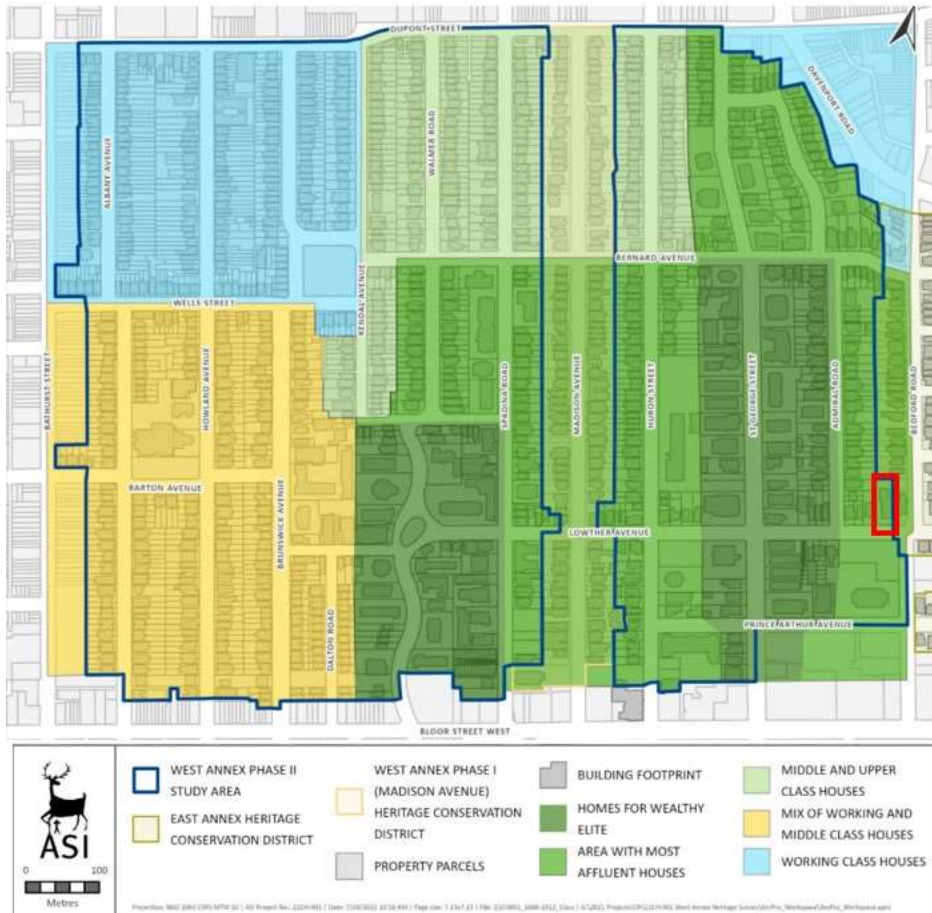 DUPONT STREET
DAVENPORT ROAD
ALBANY AVENUE
WALMER ROAD
BERNARD AVENUE
KENDAL AVENUE
WELLS STREET
BATHURST STREET
HOWLAND AVENUE
SPADINA ROAD
MADISON AVENUE
HURON STREET
ST GEORGE STREET
ADMIRAL ROAD
BEDFORD ROAD
BARTON AVENUE
BRUNSWICK AVENUE
LOWTHER AVENUE
DALTON ROAD
PRINCE ARTHUR AVENUE
BLOOR STREET WEST
ASI
0 100
Metres
WEST ANNEX PHASE II
STUDY AREA
EAST ANNEX HERITAGE
CONSERVATION DISTRICT
WEST ANNEX PHASE I
(MADISON AVENUE)
HERITAGE CONSERVATION
DISTRICT
PROPERTY PARCELS
BUILDING FOOTPRINT
HOMES FOR WEALTHY
ELITE
AREA WITH MOST
AFFLUENT HOUSES
MIDDLE AND UPPER
CLASS HOUSES
MIX OF WORKING AND
MIDDLE CLASS HOUSES
WORKING CLASS HOUSES